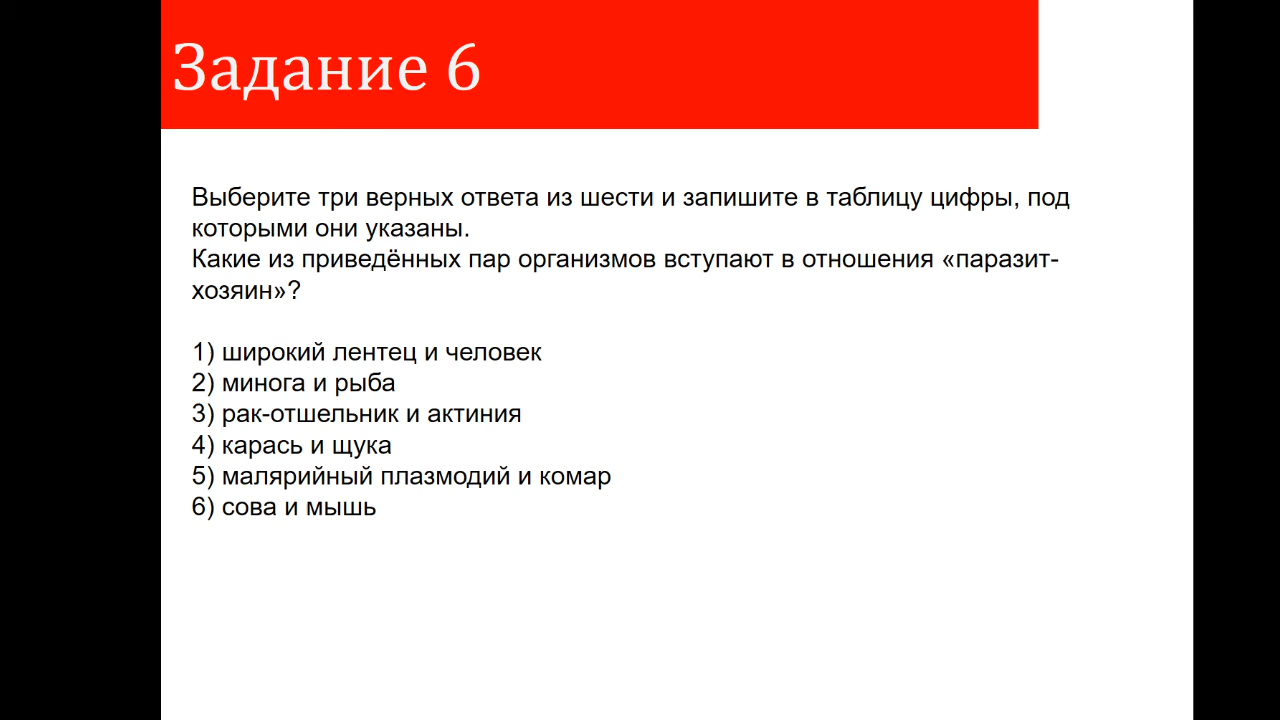 Задание 6
Выберите три верных ответа из шести и запишите в таблицу цифры, под
которыми они указаны.
Какие из приведённых пар организмов вступают в отношения «паразит-
хозяин»?
1) широкий лентец и человек
2) минога и рыба
3) рак-отшельник и актиния
4) карась и щука
5) малярийный плазмодий и комар
6) сова и мышь